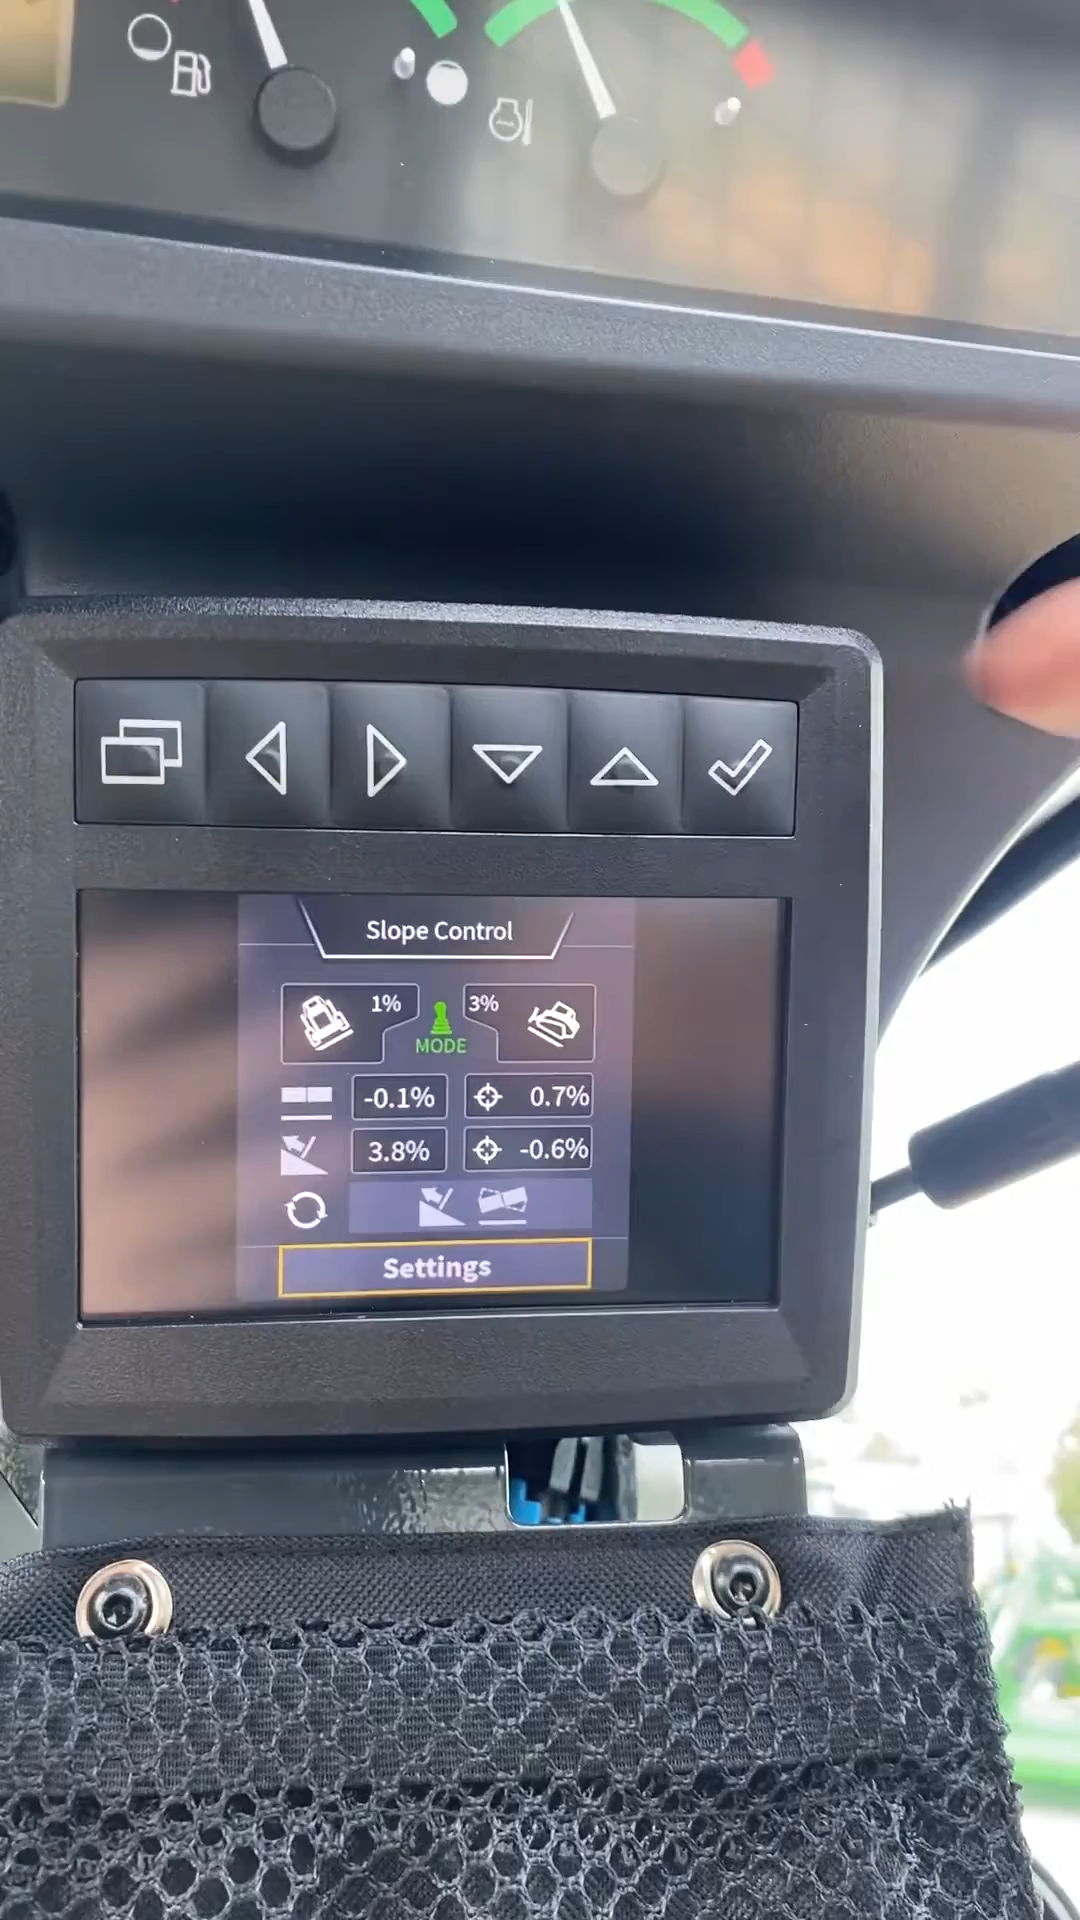 Slope Control
1% 3%
MODE
-0.1% 0.7%
3.8% -0.6%
Settings